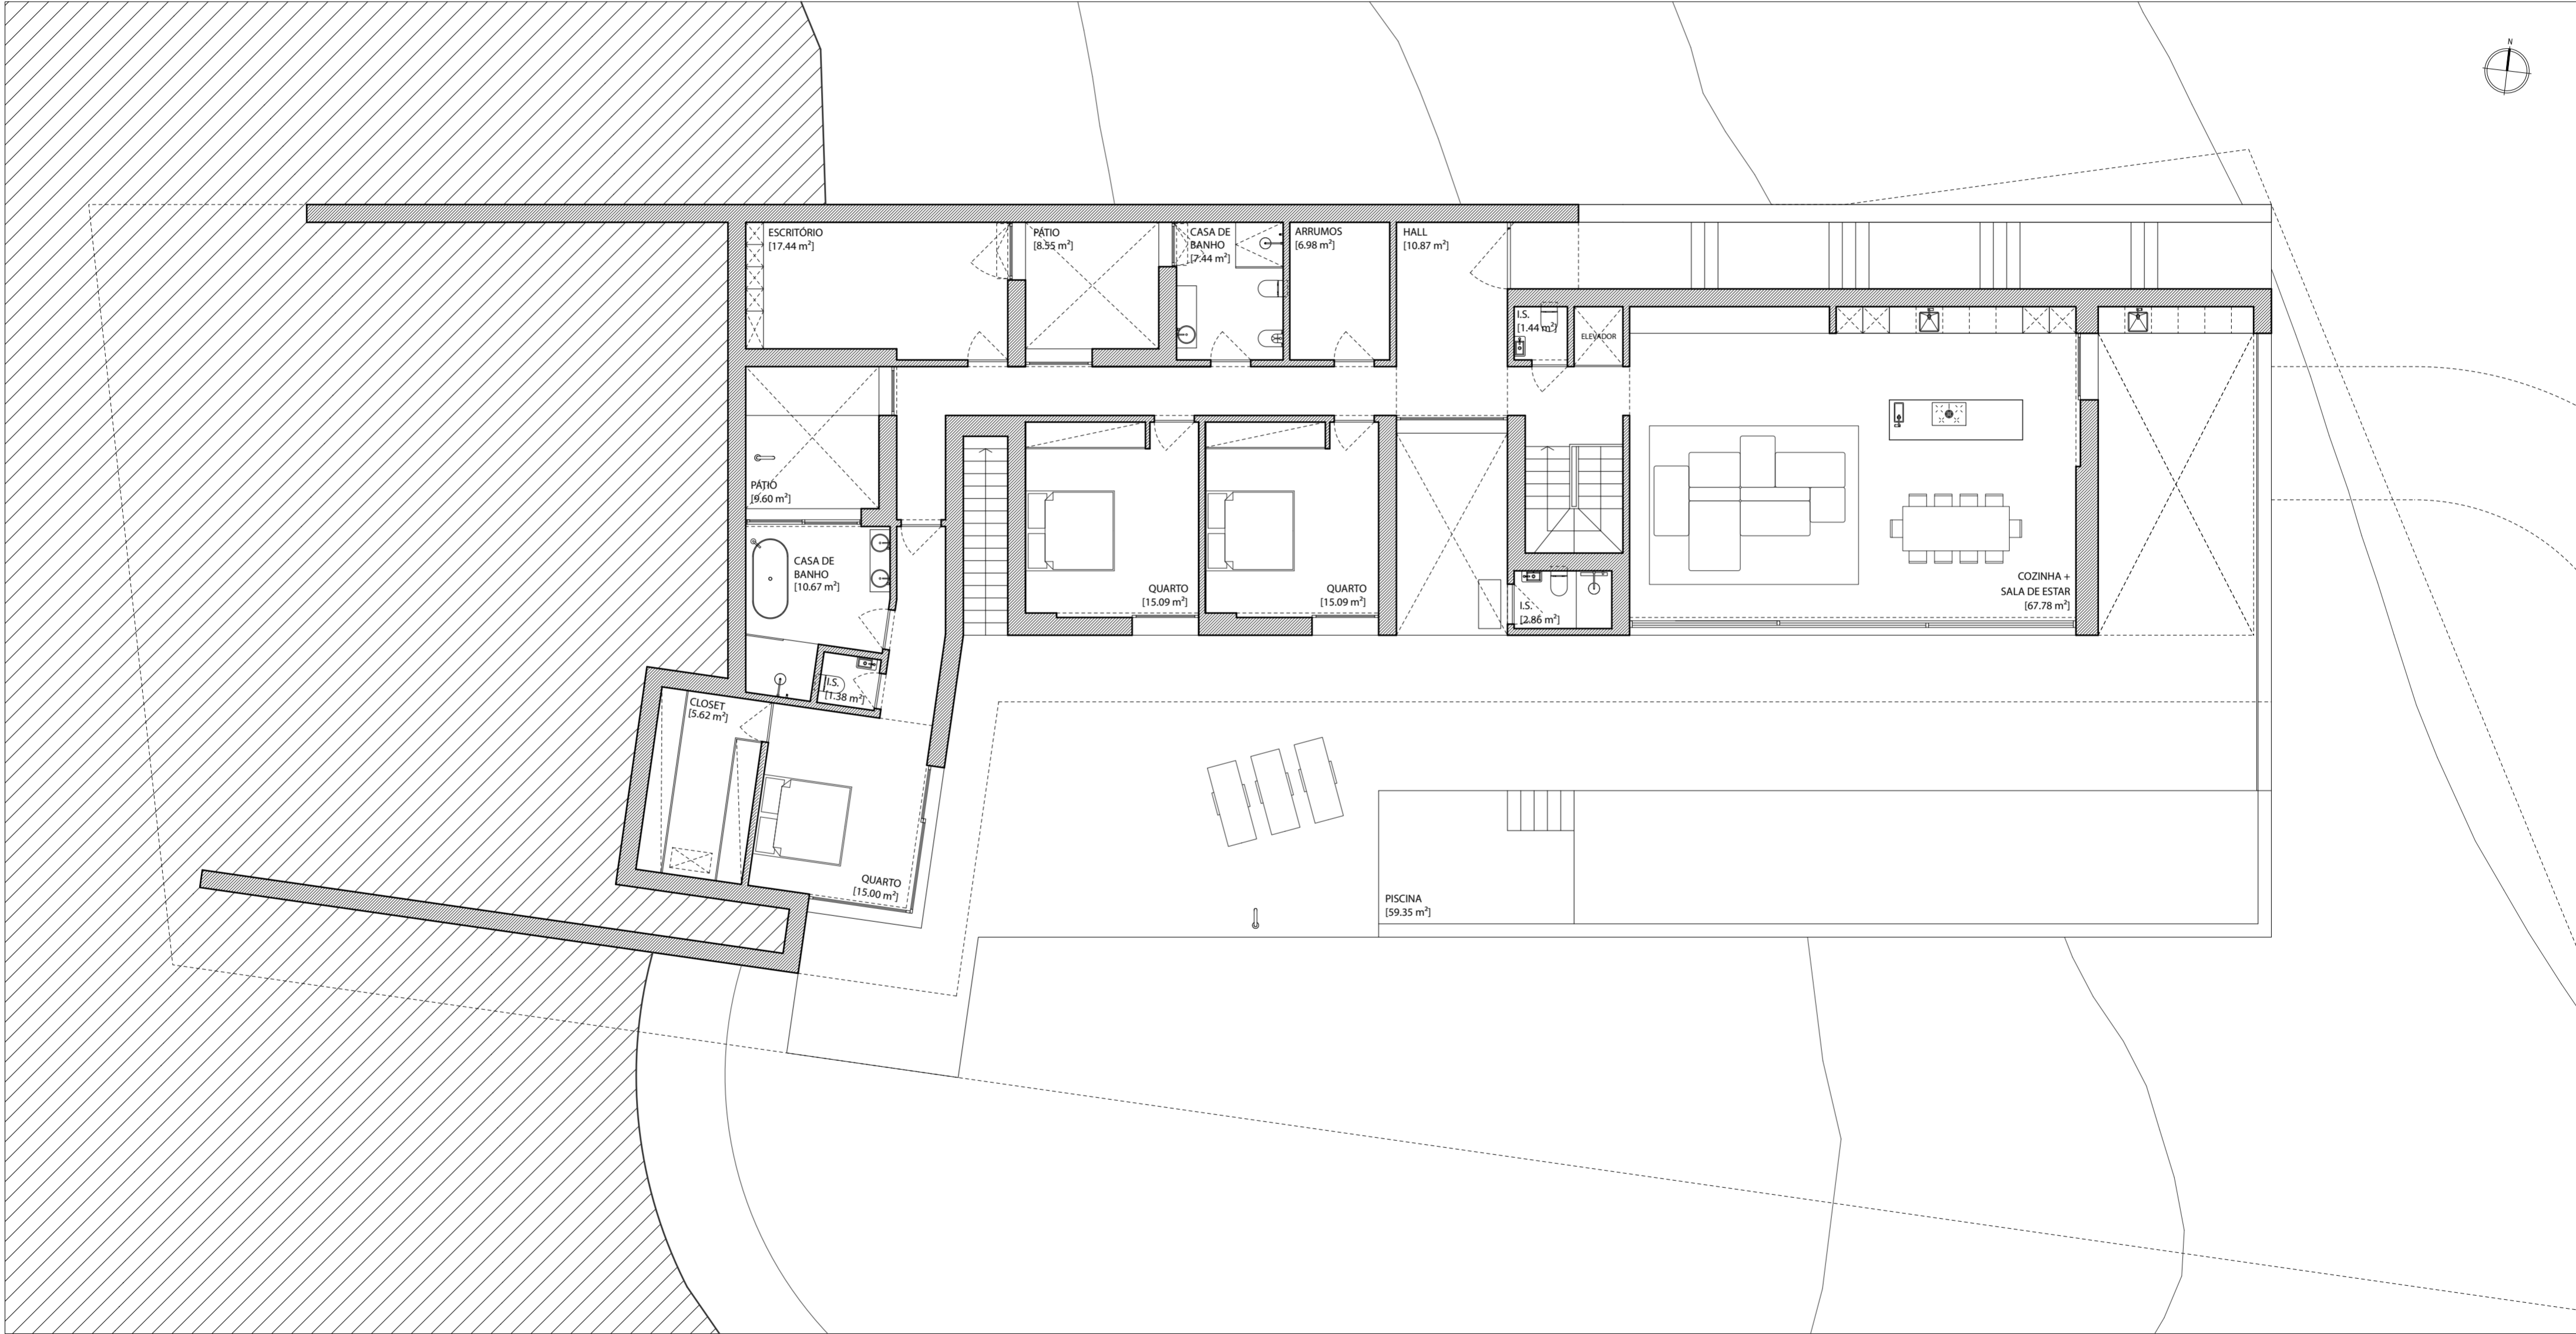 N
ESCRITÓRIO
[17.44 m²]
PÁTIO
[8.55 m²]
CASA DE
BANHO
[7.44 m²]
ARRUMOS
[6.98 m²]
HALL
[10.87 m²]
I.S.
[1.44 m²]
ELEVADOR
PÁTIO
[9.60 m²]
CASA DE
BANHO
[10.67 m²]
QUARTO
[15.09 m²]
QUARTO
[15.09 m²]
I.S.
[2.86 m²]
COZINHA +
SALA DE ESTAR
[67.78 m²]
I.S.
[1.38 m²]
CLOSET
[5.62 m²]
QUARTO
[15.00 m²]
PISCINA
[59.35 m²]